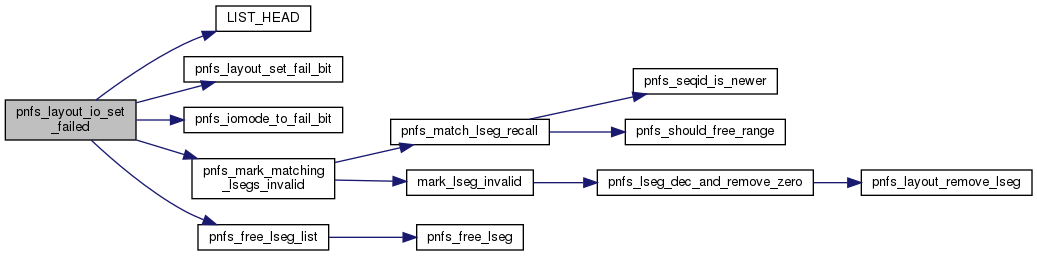 LIST_HEAD
pnfs_layout_set_fail_bit
pnfs_seqid_is_newer
pnfs_layout_io_set
_failed
pnfs_iomode_to_fail_bit
pnfs_match_lseg_recall
pnfs_should_free_range
pnfs_mark_matching
_lsegs_invalid
mark_lseg_invalid
pnfs_lseg_dec_and_remove_zero
pnfs_layout_remove_lseg
pnfs_free_lseg_list
pnfs_free_lseg